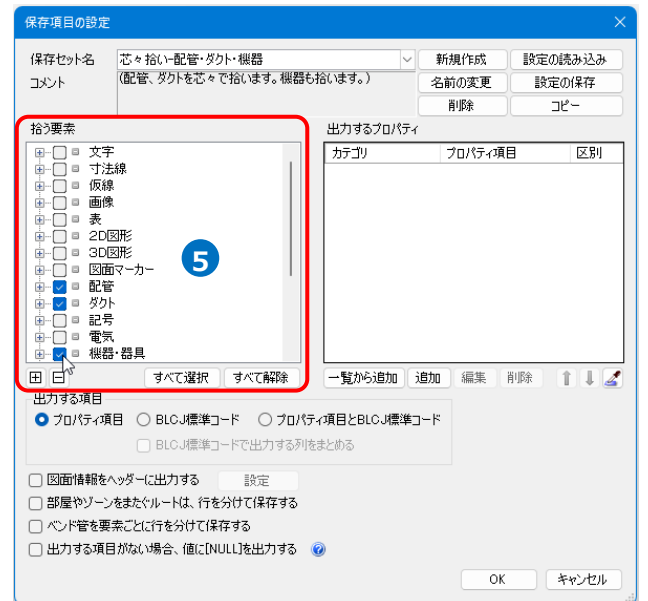 保存項目の設定
保存セット名 芯々拾い-配管・ダクト・機器 新規作成 設定の読み込み
コメント (配管、ダクトを芯々で拾います。機器も拾います。) 名前の変更 設定の保存
削除 コピー
拾う要素
文字
寸法線
仮線
画像
表
2D図形
3D図形
図面マーカー
配管
ダクト
記号
電気
機器・器具
5
すべて選択 すべて解除
出力するプロパティ
カテゴリ プロパティ項目 区別
一覧から追加 追加 編集 削除
出力する項目
プロパティ項目 BLCJ標準コード プロパティ項目とBLCJ標準コード
BLCJ標準コードで出力する列をまとめる
図面情報をヘッダーに出力する 設定
部屋やゾーンをまたぐルートは、行を分けて保存する
ベンド管を要素ごとに行を分けて保存する
出力する項目がない場合、値に[NULL]を出力する
OK キャンセル